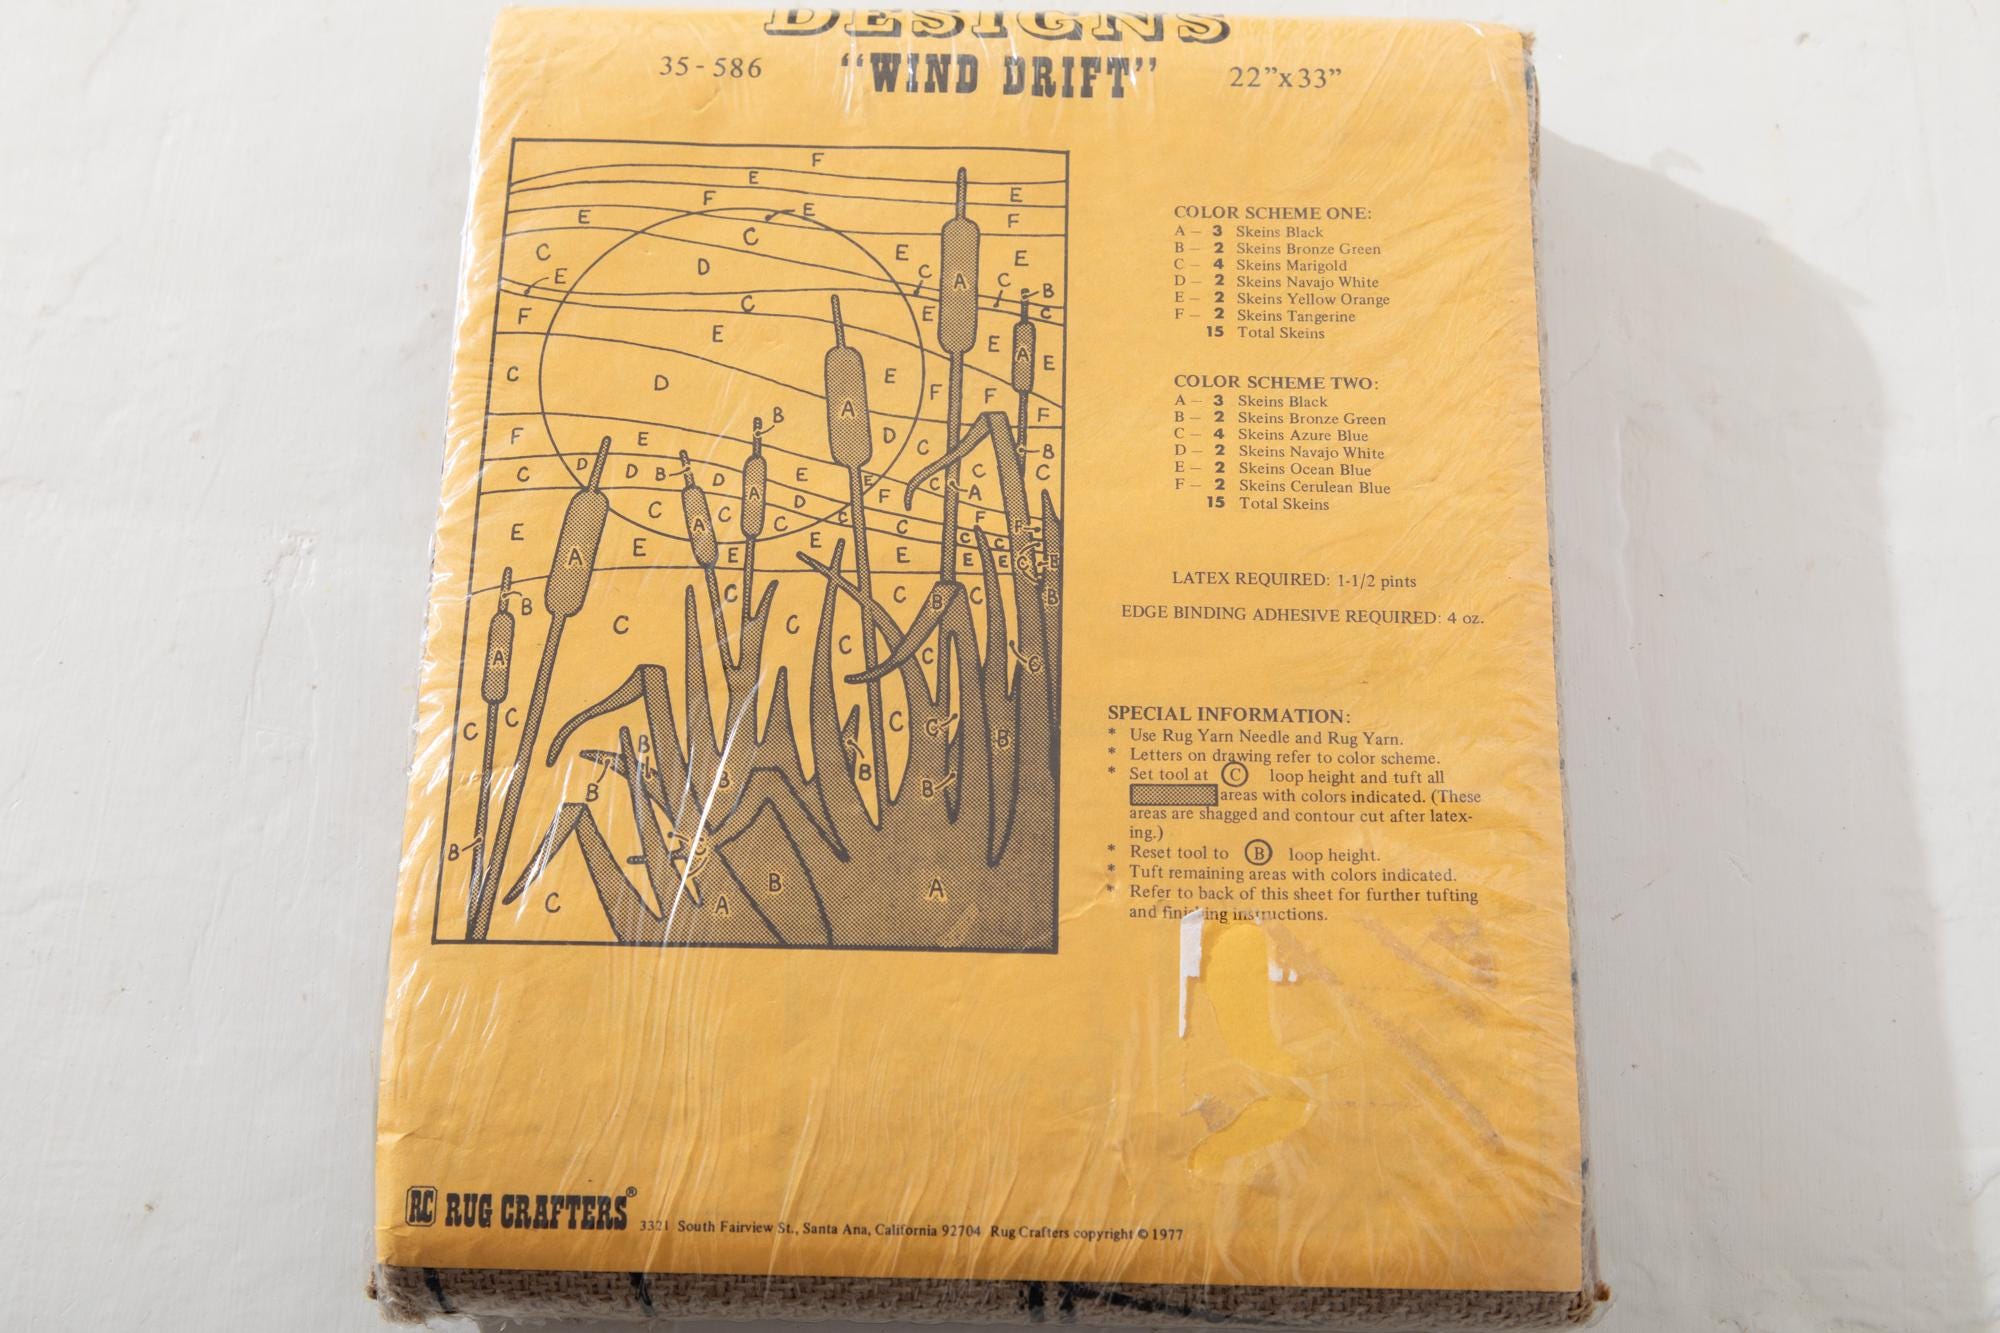 DESIGNS
35-586 "WIND DRIFT" 22"x33"
F
E
E
F
E
E
F
C
C
E
E
D
C
C
E
B
C
E
C
F
E
E
E
A
A
C
D
E
E
F
F
F
A
B
F
E
D
C
B
D
D
B
D
E
E
C
C
C
F
A
D
A
C
A
C
C
C
F
F
E
A
E
E
E
C
E
C
C
E
E
C
E
B
C
C
B
C
B
B
C
C
C
C
A
C
C
C
C
C
B
B
B
B
B
B
B
B
C
C
B
A
A
COLOR SCHEME ONE:
A – 3 Skeins Black
B – 2 Skeins Bronze Green
C – 4 Skeins Marigold
D – 2 Skeins Navajo White
E – 2 Skeins Yellow Orange
F – 2 Skeins Tangerine
15 Total Skeins
COLOR SCHEME TWO:
A – 3 Skeins Black
B – 2 Skeins Bronze Green
C – 4 Skeins Azure Blue
D – 2 Skeins Navajo White
E – 2 Skeins Ocean Blue
F – 2 Skeins Cerulean Blue
15 Total Skeins
LATEX REQUIRED: 1-1/2 pints
EDGE BINDING ADHESIVE REQUIRED: 4 oz.
SPECIAL INFORMATION:
* Use Rug Yarn Needle and Rug Yarn.
* Letters on drawing refer to color scheme.
* Set tool at C loop height and tuft all
areas with colors indicated. (These
areas are shagged and contour cut after latex-
ing.)
* Reset tool to B loop height.
* Tuft remaining areas with colors indicated.
* Refer to back of this sheet for further tufting
and finishing instructions.
RC RUG CRAFTERS® 3321 South Fairview St., Santa Ana, California 92704 Rug Crafters copyright © 1977